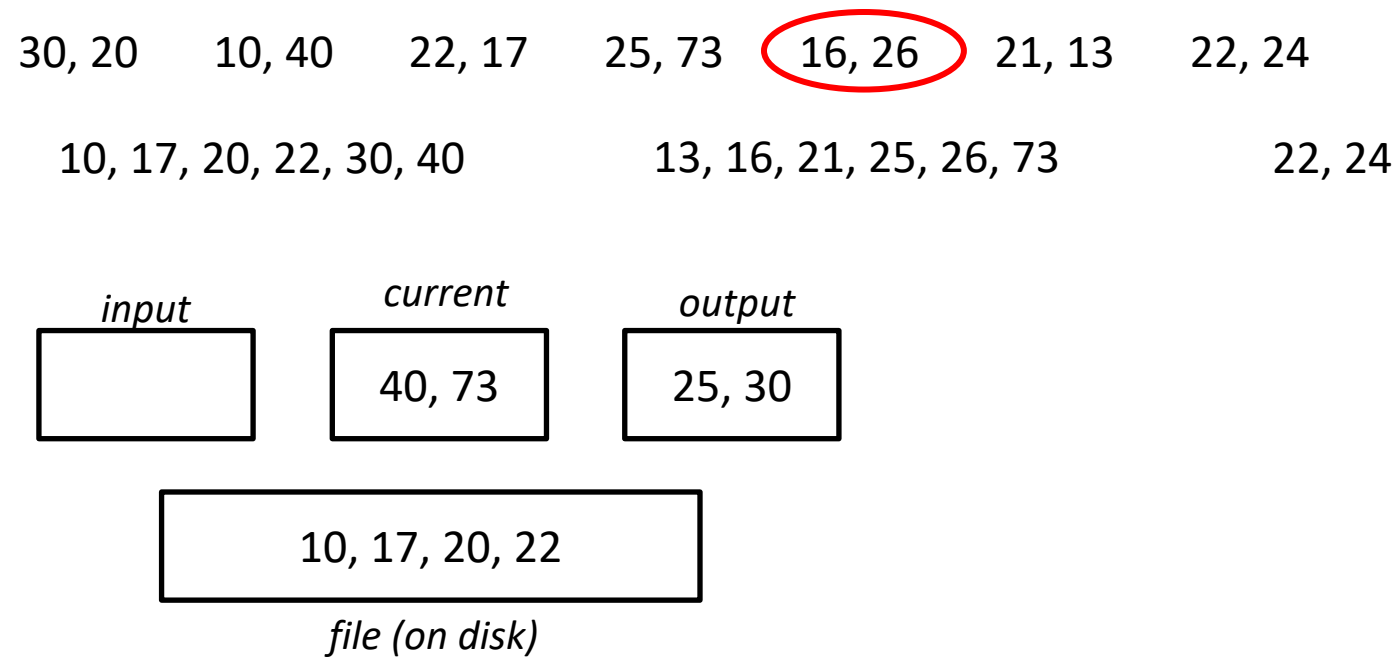 30, 20 10, 40 22, 17 25, 73 16, 26 21, 13 22, 24
10, 17, 20, 22, 30, 40 13, 16, 21, 25, 26, 73 22, 24
input current output
40, 73 25, 30
10, 17, 20, 22
file (on disk)